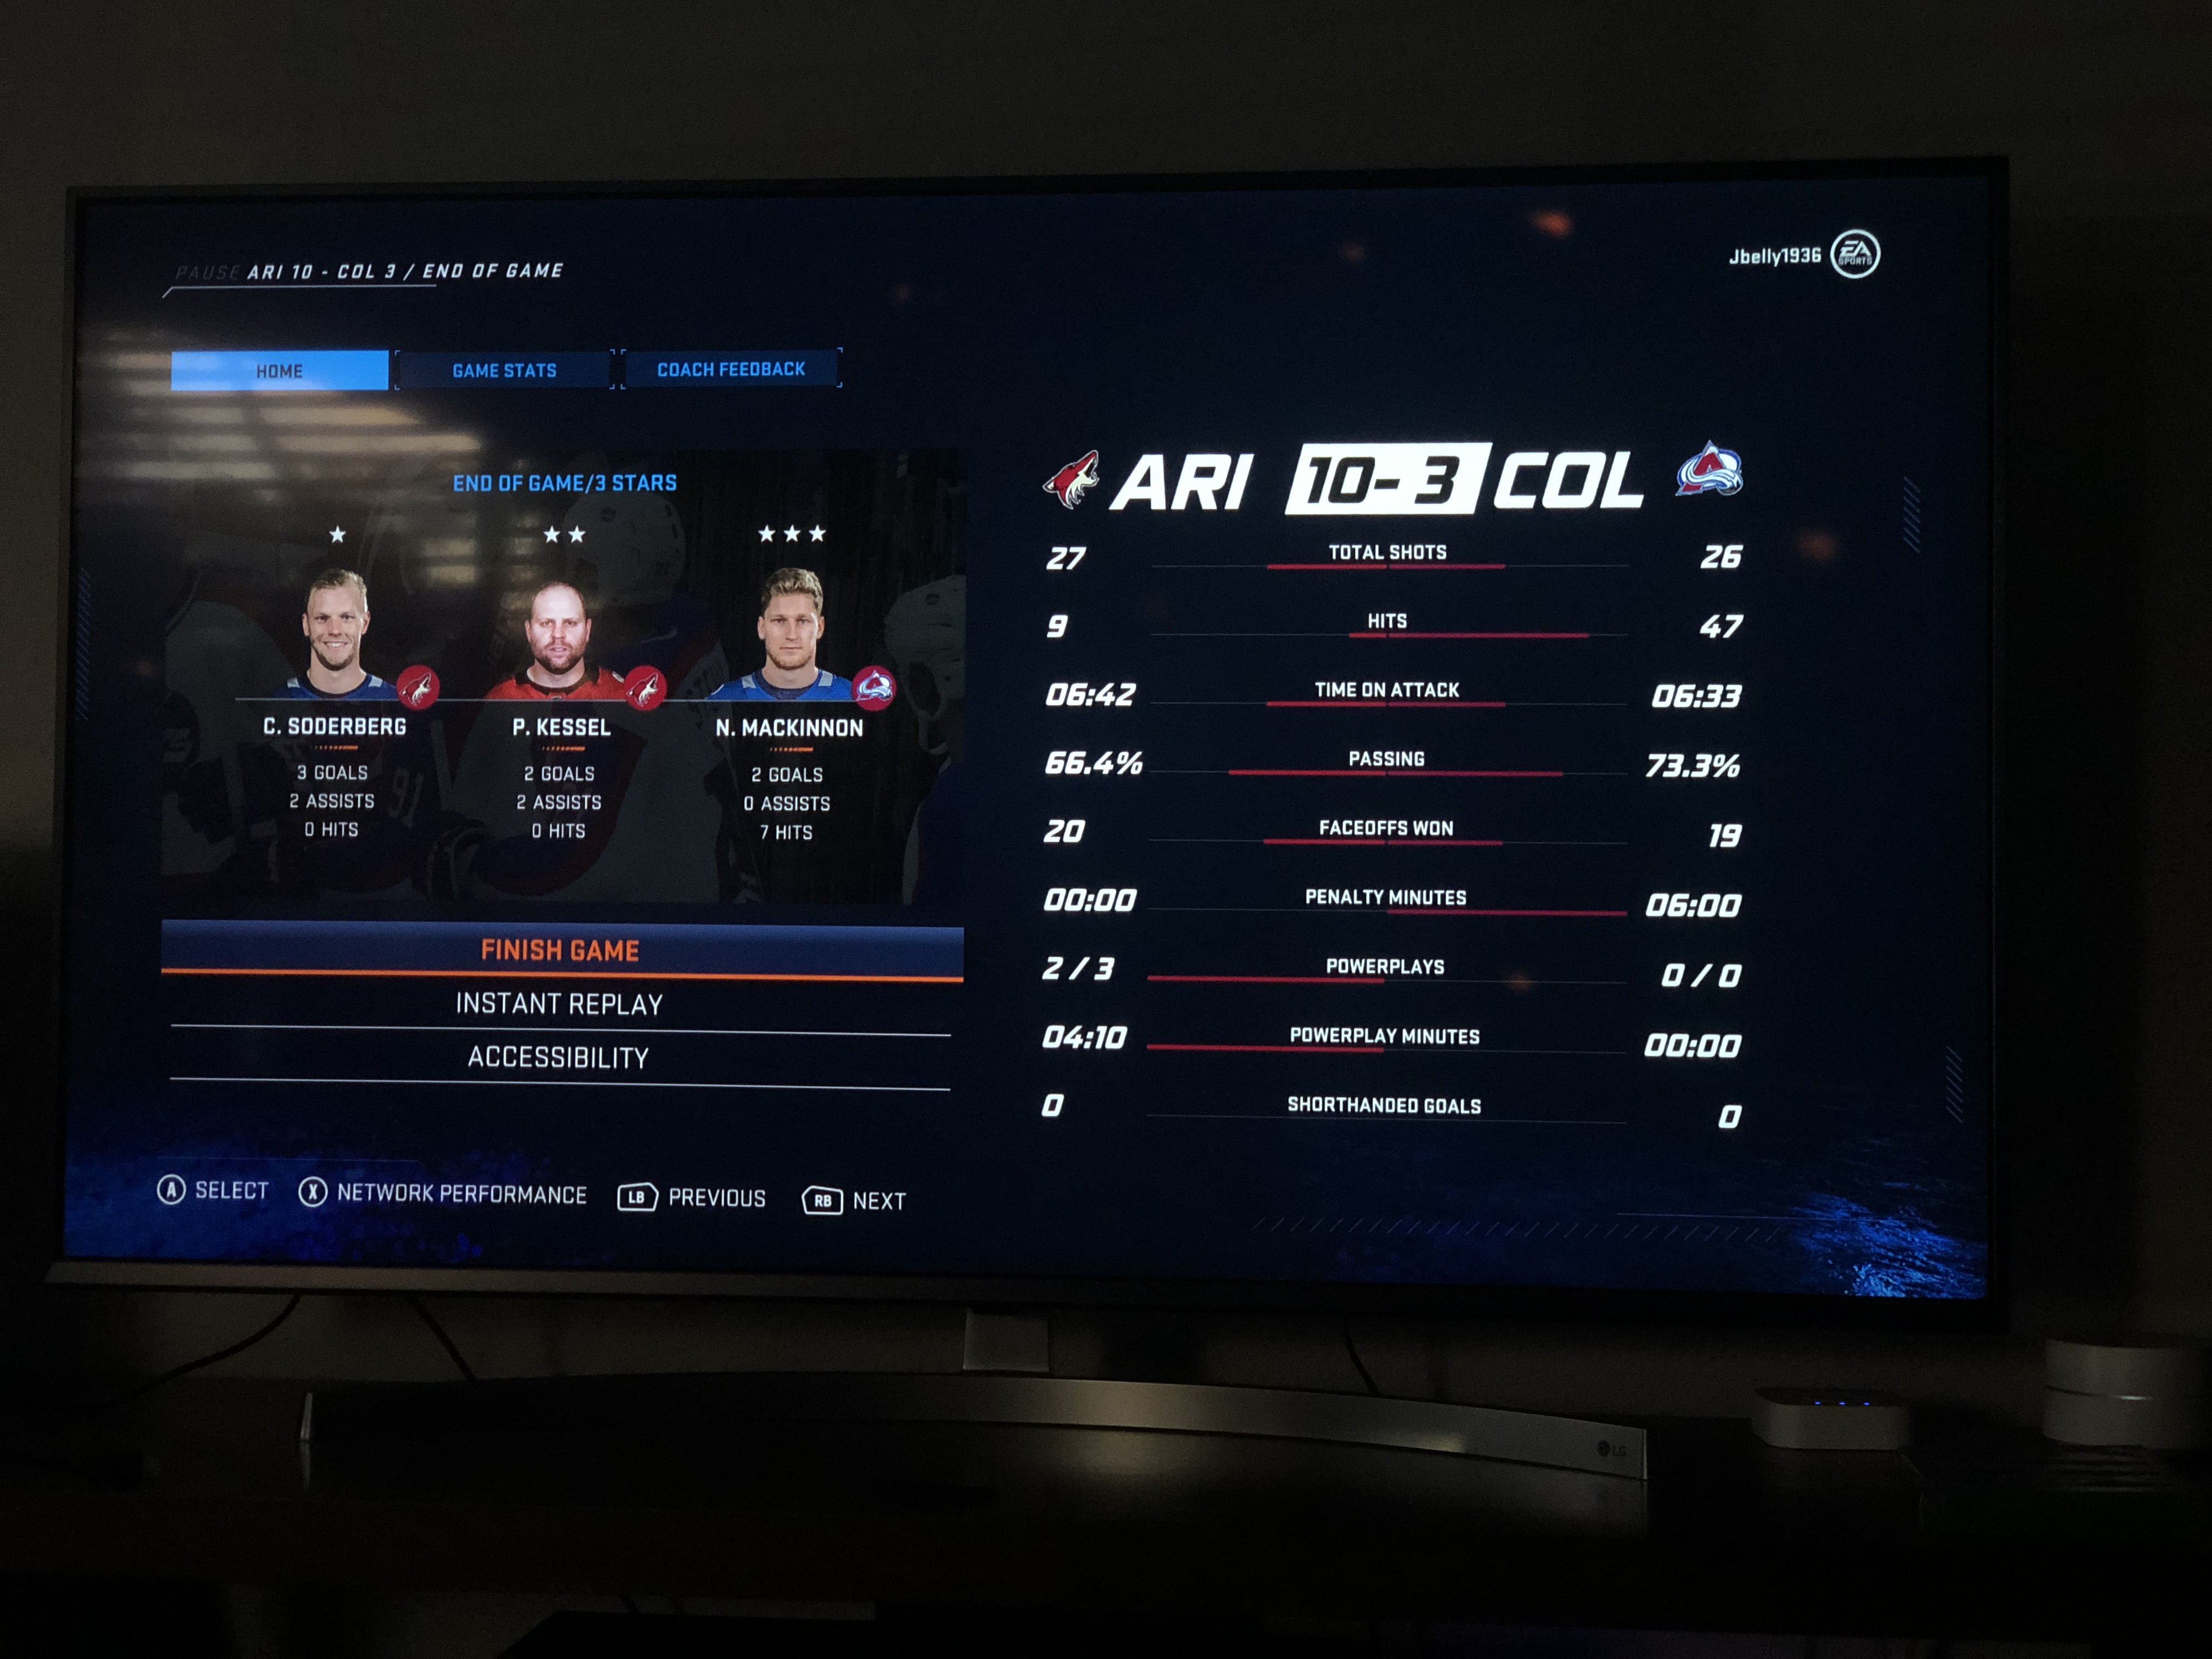 PAUSE ARI 10 - COL 3 / END OF GAME
Jbelly1936
EA
SPORTS
HOME
GAME STATS
COACH FEEDBACK
END OF GAME/3 STARS
C. SODERBERG
3 GOALS
2 ASSISTS
0 HITS
P. KESSEL
2 GOALS
2 ASSISTS
0 HITS
N. MACKINNON
2 GOALS
0 ASSISTS
7 HITS
91
FINISH GAME
INSTANT REPLAY
ACCESSIBILITY
A SELECT X NETWORK PERFORMANCE LB PREVIOUS RB NEXT
ARI 10 - 3 COL
27 TOTAL SHOTS 26
9 HITS 47
06:42 TIME ON ATTACK 06:33
66.4% PASSING 73.3%
20 FACEOFFS WON 19
00:00 PENALTY MINUTES 06:00
2 / 3 POWERPLAYS 0 / 0
04:10 POWERPLAY MINUTES 00:00
0 SHORTHANDED GOALS 0
LG